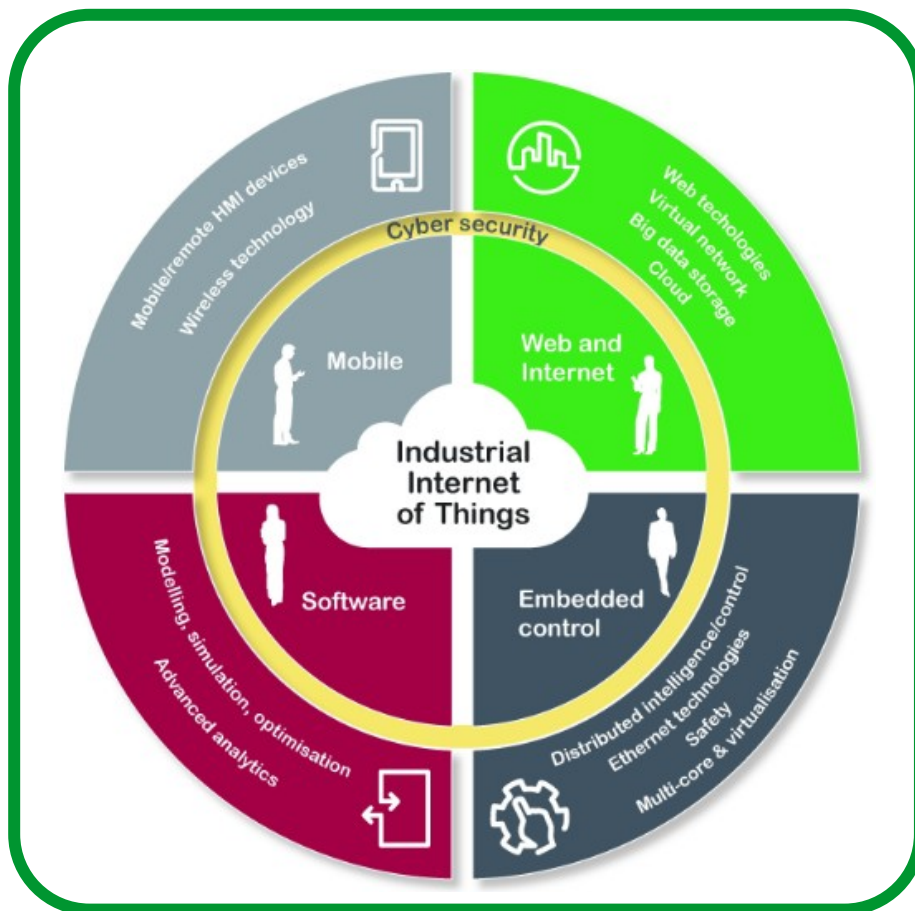 Mobile/remote HMI devices
Wireless technology
Mobile
Cyber security
Web techologies
Virtual network
Big data storage
Cloud
Web and
Internet
Industrial
Internet
of Things
Software
Modelling, simulation, optimisation
Advanced analytics
Embedded
control
Distributed intelligence/control
Ethernet technologies
Safety
Multi-core & virtualisation